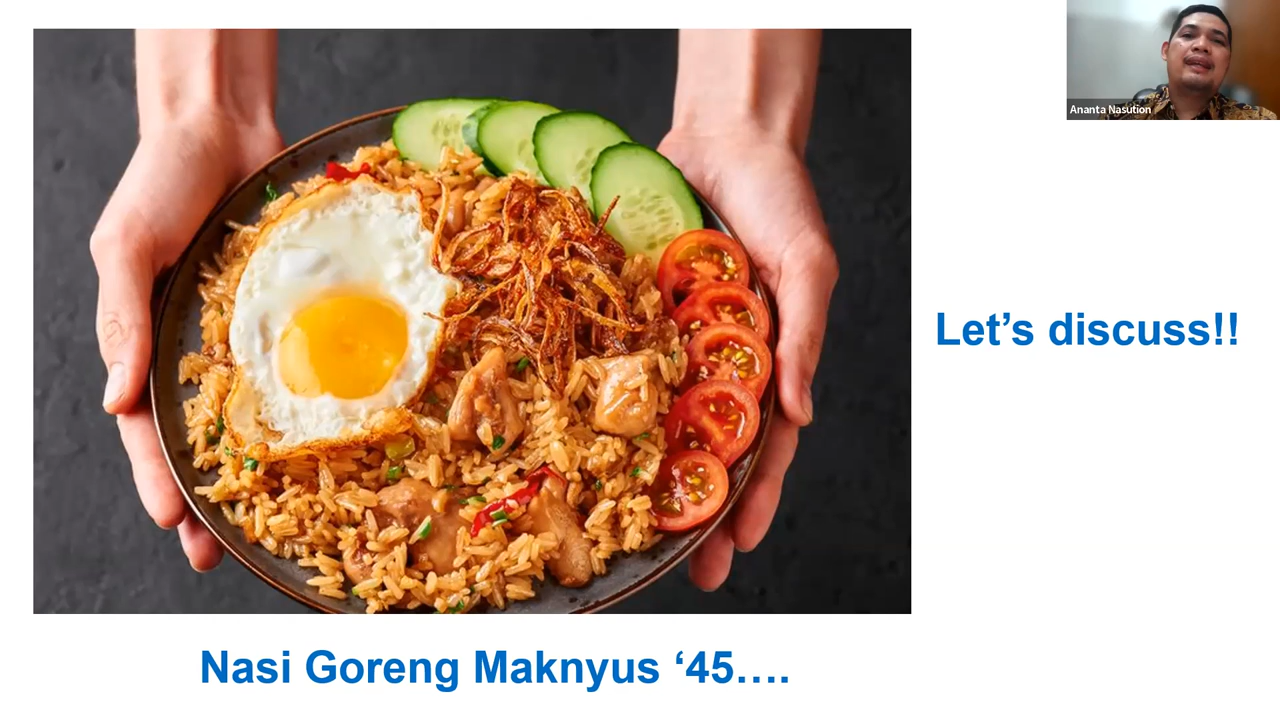 Ananta Nasution
Let’s discuss!!
Nasi Goreng Maknyus ‘45….